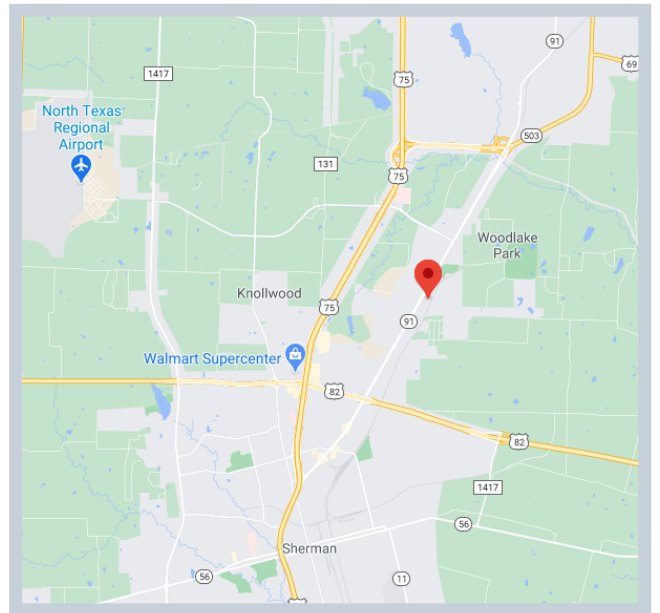 91
75
69
1417
North Texas
Regional
Airport
503
131
75
Woodlake
Park
Knollwood
75
91
Walmart Supercenter
82
82
1417
56
Sherman
56
11